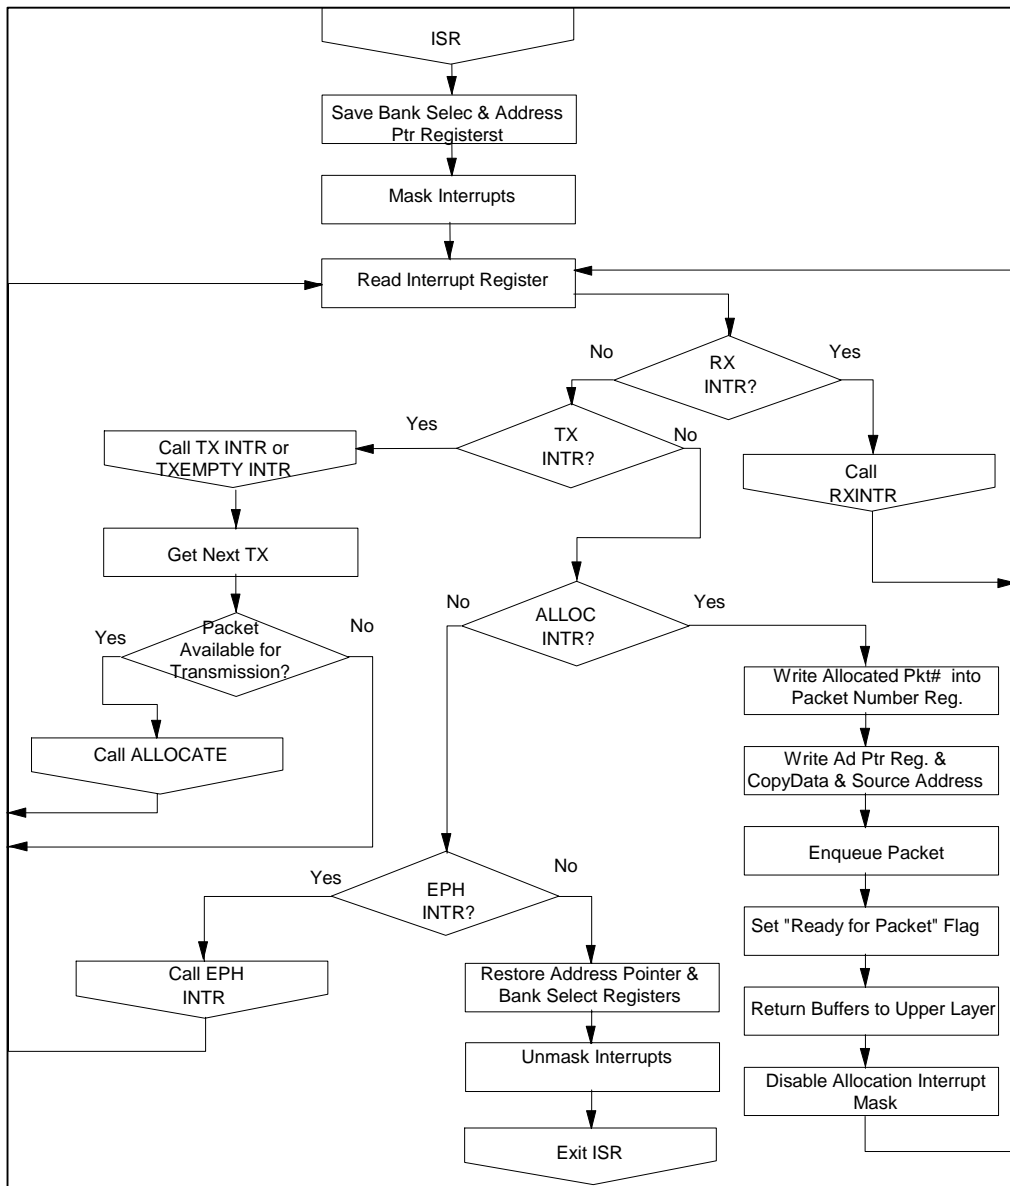 ISR
Save Bank Selec & Address
Ptr Registerst
Mask Interrupts
Read Interrupt Register
No
RX
INTR?
Yes
Yes
TX
INTR?
No
Call TX INTR or
TXEMPTY INTR
Call
RXINTR
Get Next TX
No
ALLOC
INTR?
Yes
Yes
Packet
Available for
Transmission?
No
Write Allocated Pkt# into
Packet Number Reg.
Call ALLOCATE
Write Ad Ptr Reg. &
CopyData & Source Address
Enqueue Packet
Yes
EPH
INTR?
No
Set "Ready for Packet" Flag
Call EPH
INTR
Restore Address Pointer &
Bank Select Registers
Return Buffers to Upper Layer
Unmask Interrupts
Disable Allocation Interrupt
Mask
Exit ISR